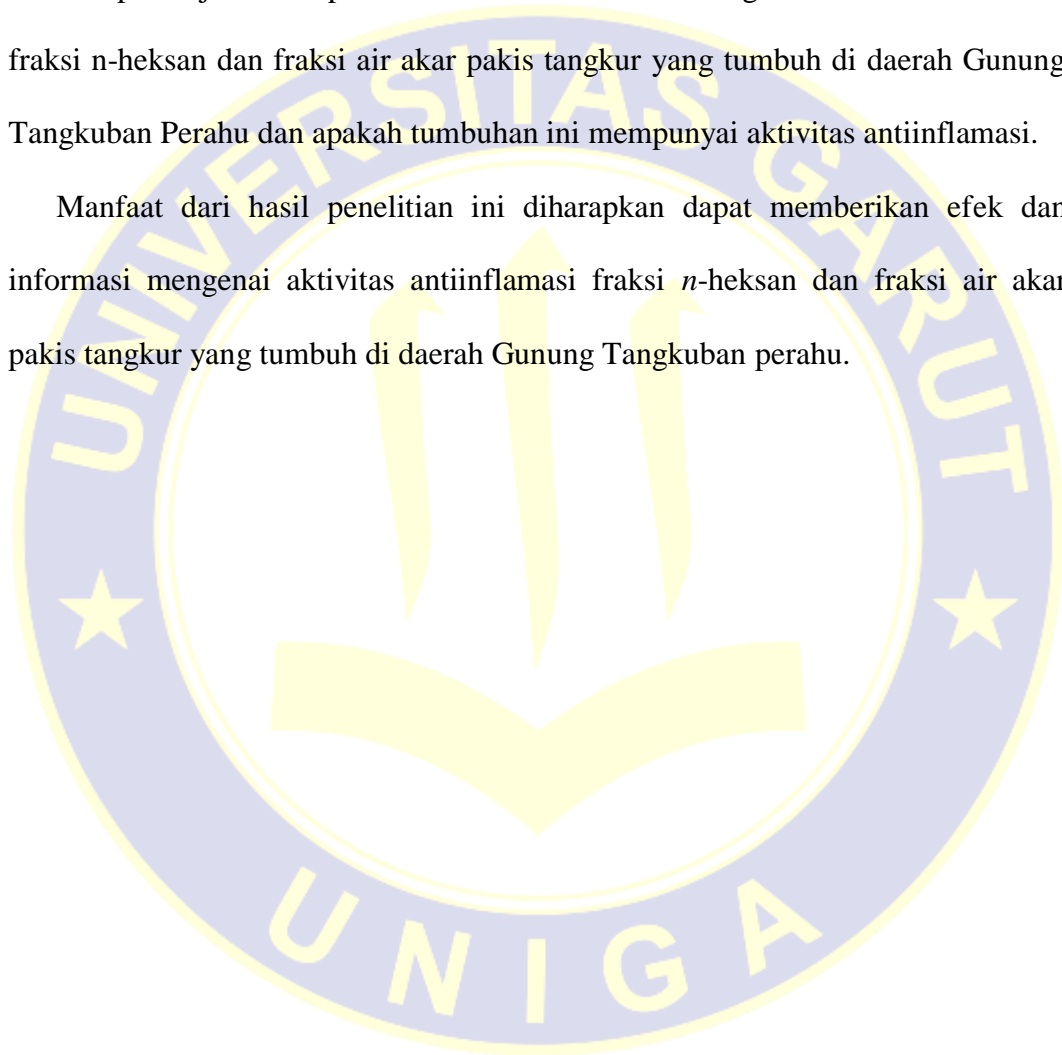 fraksi n-heksan dan fraksi air akar pakis tangkur yang tumbuh di daerah Gunung
Tangkuban Perahu dan apakah tumbuhan ini mempunyai aktivitas antiinflamasi.
Manfaat dari hasil penelitian ini diharapkan dapat memberikan efek dan
informasi mengenai aktivitas antiinflamasi fraksi n-heksan dan fraksi air akar
pakis tangkur yang tumbuh di daerah Gunung Tangkuban perahu.
UNIVERSITAS GARUT
UNIGA